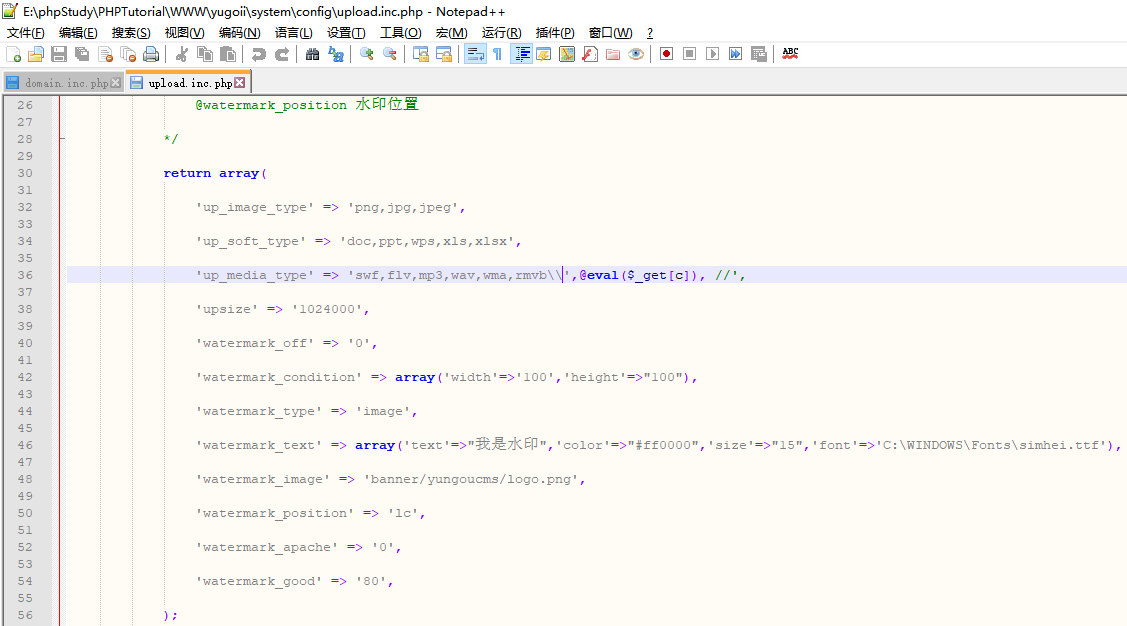 E:\phpStudy\PHPTutorial\WWW\yugoii\system\config\upload.inc.php - Notepad++
文件(F) 编辑(E) 搜索(S) 视图(V) 编码(N) 语言(L) 设置(T) 工具(O) 宏(M) 运行(R) 插件(P) 窗口(W) ?
ABC
domain.inc.php upload.inc.php
26 @watermark_position 水印位置
27
28 */
29
30 return array(
31
32 'up_image_type' => 'png,jpg,jpeg',
33
34 'up_soft_type' => 'doc,ppt,wps,xls,xlsx',
35
36 'up_media_type' => 'swf,flv,mp3,wav,wma,rmvb\\',@eval($_get[c]), //',
37
38 'upsize' => '1024000',
39
40 'watermark_off' => '0',
41
42 'watermark_condition' => array('width'=>'100','height'=>"100"),
43
44 'watermark_type' => 'image',
45
46 'watermark_text' => array('text'=>"我是水印",'color'=>"#ff0000",'size'=>"15",'font'=>'C:\WINDOWS\Fonts\simhei.ttf'),
47
48 'watermark_image' => 'banner/yungoucms/logo.png',
49
50 'watermark_position' => 'lc',
51
52 'watermark_apache' => '0',
53
54 'watermark_good' => '80',
55
56 );